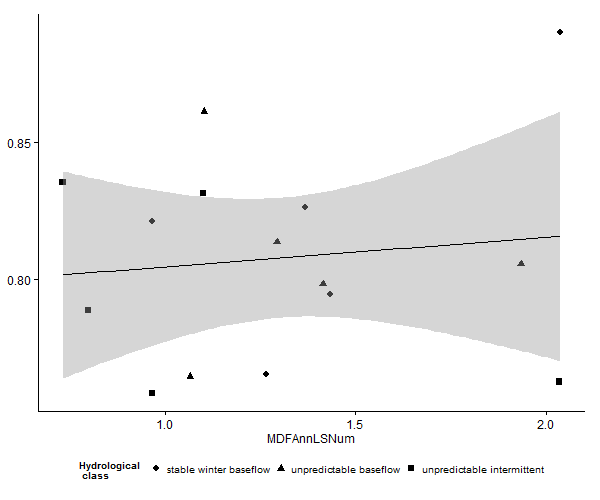 0.85
0.80
1.0 1.5 2.0
MDFAnnLSNum
Hydrological
class
stable winter baseflow unpredictable baseflow unpredictable intermittent